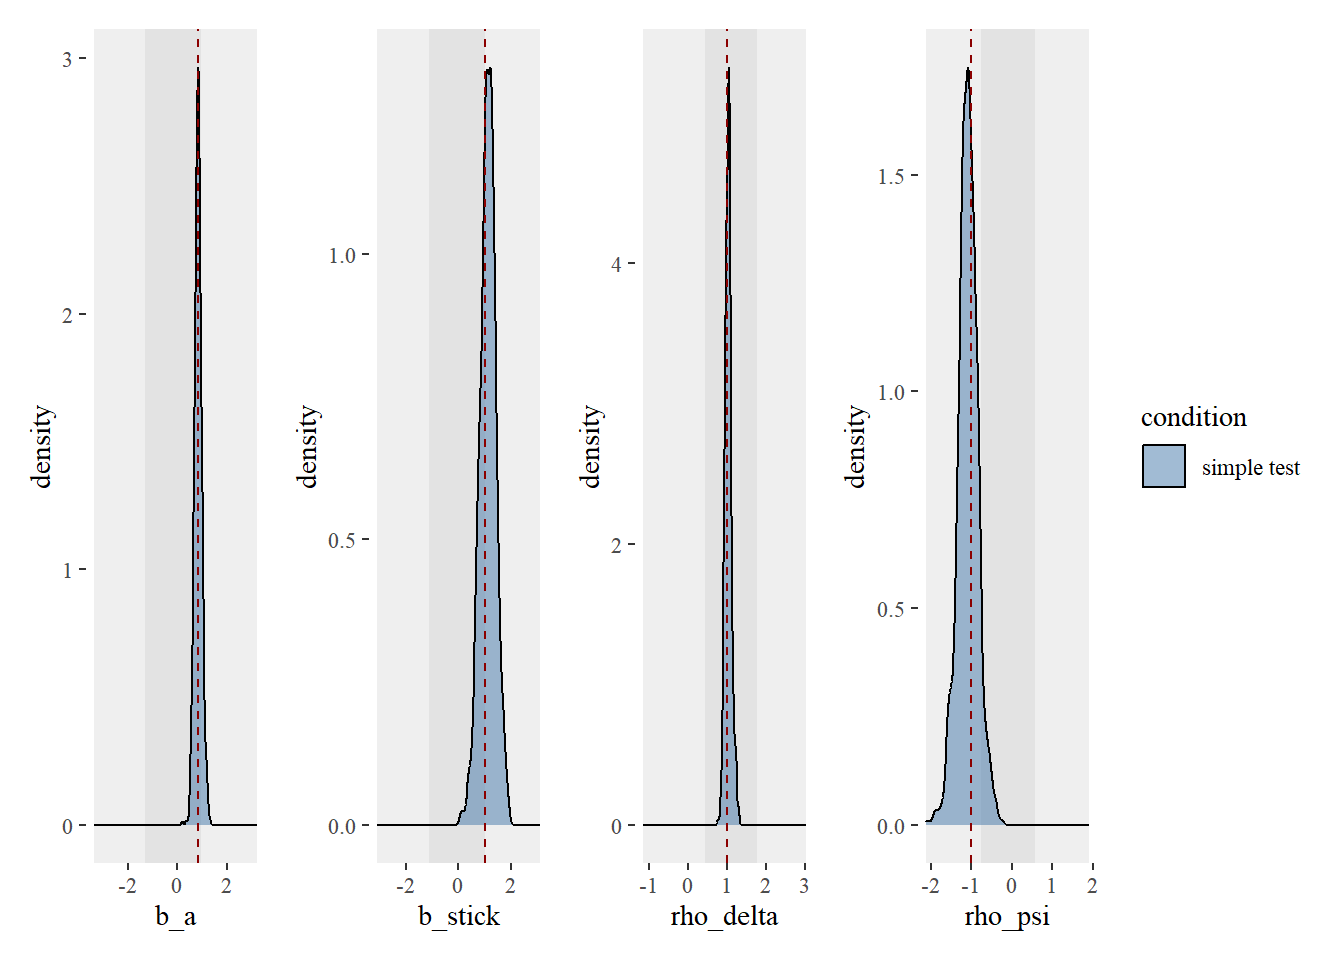 density
3
2
1
0
-2 0 2
b_a
density
1.0
0.5
0.0
-2 0 2
b_stick
density
4
2
0
-1 0 1 2 3
rho_delta
density
1.5
1.0
0.5
0.0
-2 -1 0 1 2
rho_psi
condition
simple test